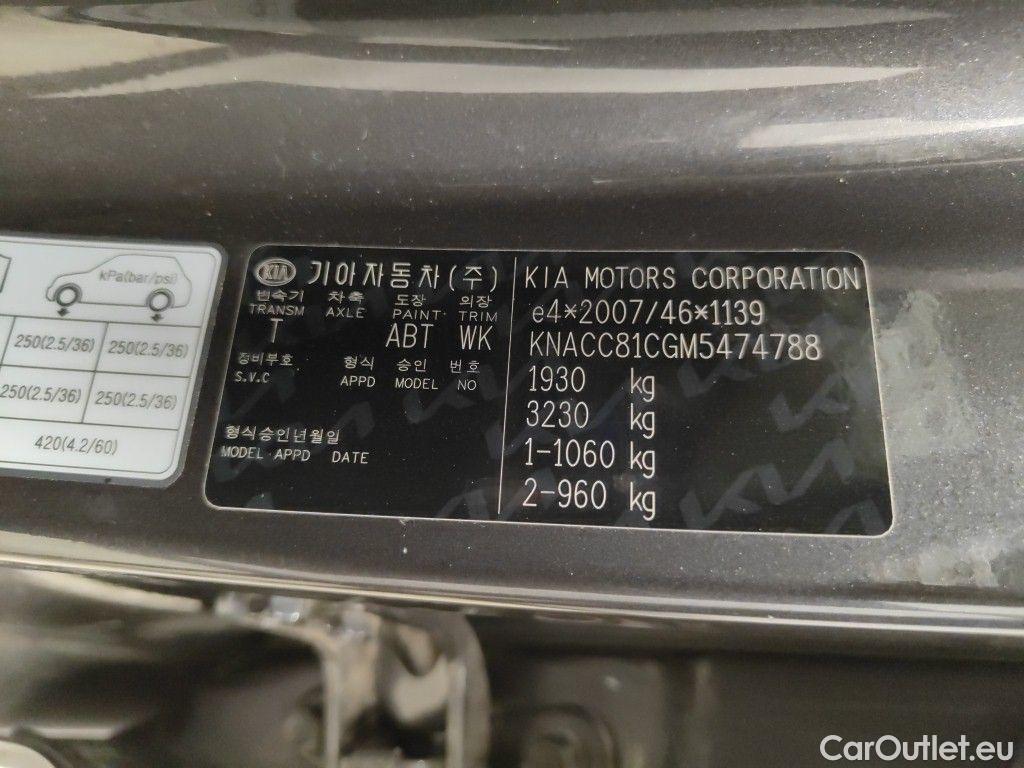 kPa(bar/psi)
250(2.5/36) 250(2.5/36)
250(2.5/36) 250(2.5/36)
420(4.2/60)
KIA 기아자동차(주)
변속기 차축 도장 의장
TRANSM AXLE PAINT TRIM
T ABT WK
정비부호 형식 승인 번호
S.V.C APPD MODEL NO
형식승인년월일
MODEL APPD DATE
KIA MOTORS CORPORATION
e4*2007/46*1139
KNACC81CGM5474788
1930 kg
3230 kg
1-1060 kg
2-960 kg
CarOutlet.eu